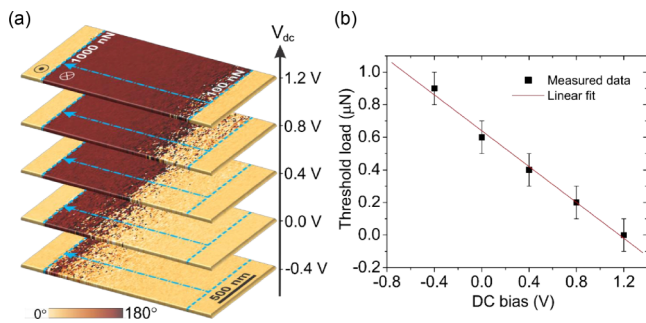 (a)
V_dc
1000 nN
100 nN
1.2 V
0.8 V
0.4 V
0.0 V
-0.4 V
500 nm
0° 180°
(b)
Threshold load (μN)
1.0
0.8
0.6
0.4
0.2
0.0
-0.2
Measured data
Linear fit
-0.8 -0.4 0.0 0.4 0.8 1.2
DC bias (V)